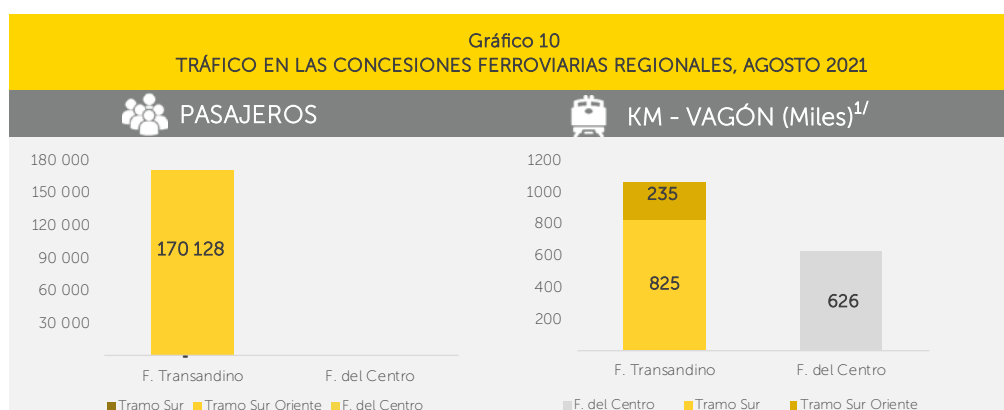 Gráfico 10
TRÁFICO EN LAS CONCESIONES FERROVIARIAS REGIONALES, AGOSTO 2021
PASAJEROS
180 000
150 000
120 000
90 000
60 000
30 000
170 128
-
F. Transandino F. del Centro
Tramo Sur Tramo Sur Oriente F. del Centro
KM - VAGÓN (Miles)1/
1200
1000
800
600
400
200
235
825
626
F. Transandino F. del Centro
F. del Centro Tramo Sur Tramo Sur Oriente